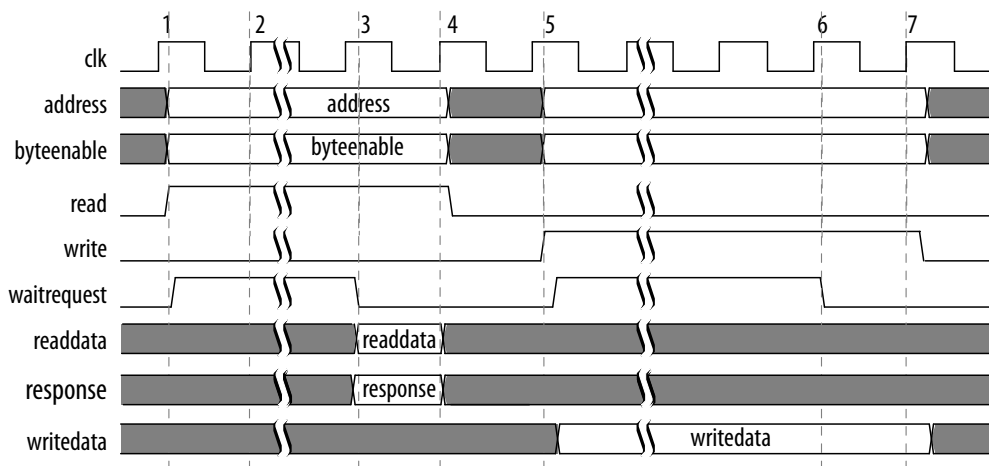 1 2 3 4 5 6 7
clk
address address
byteenable byteenable
read
write
waitrequest
readdata readdata
response response
writedata writedata